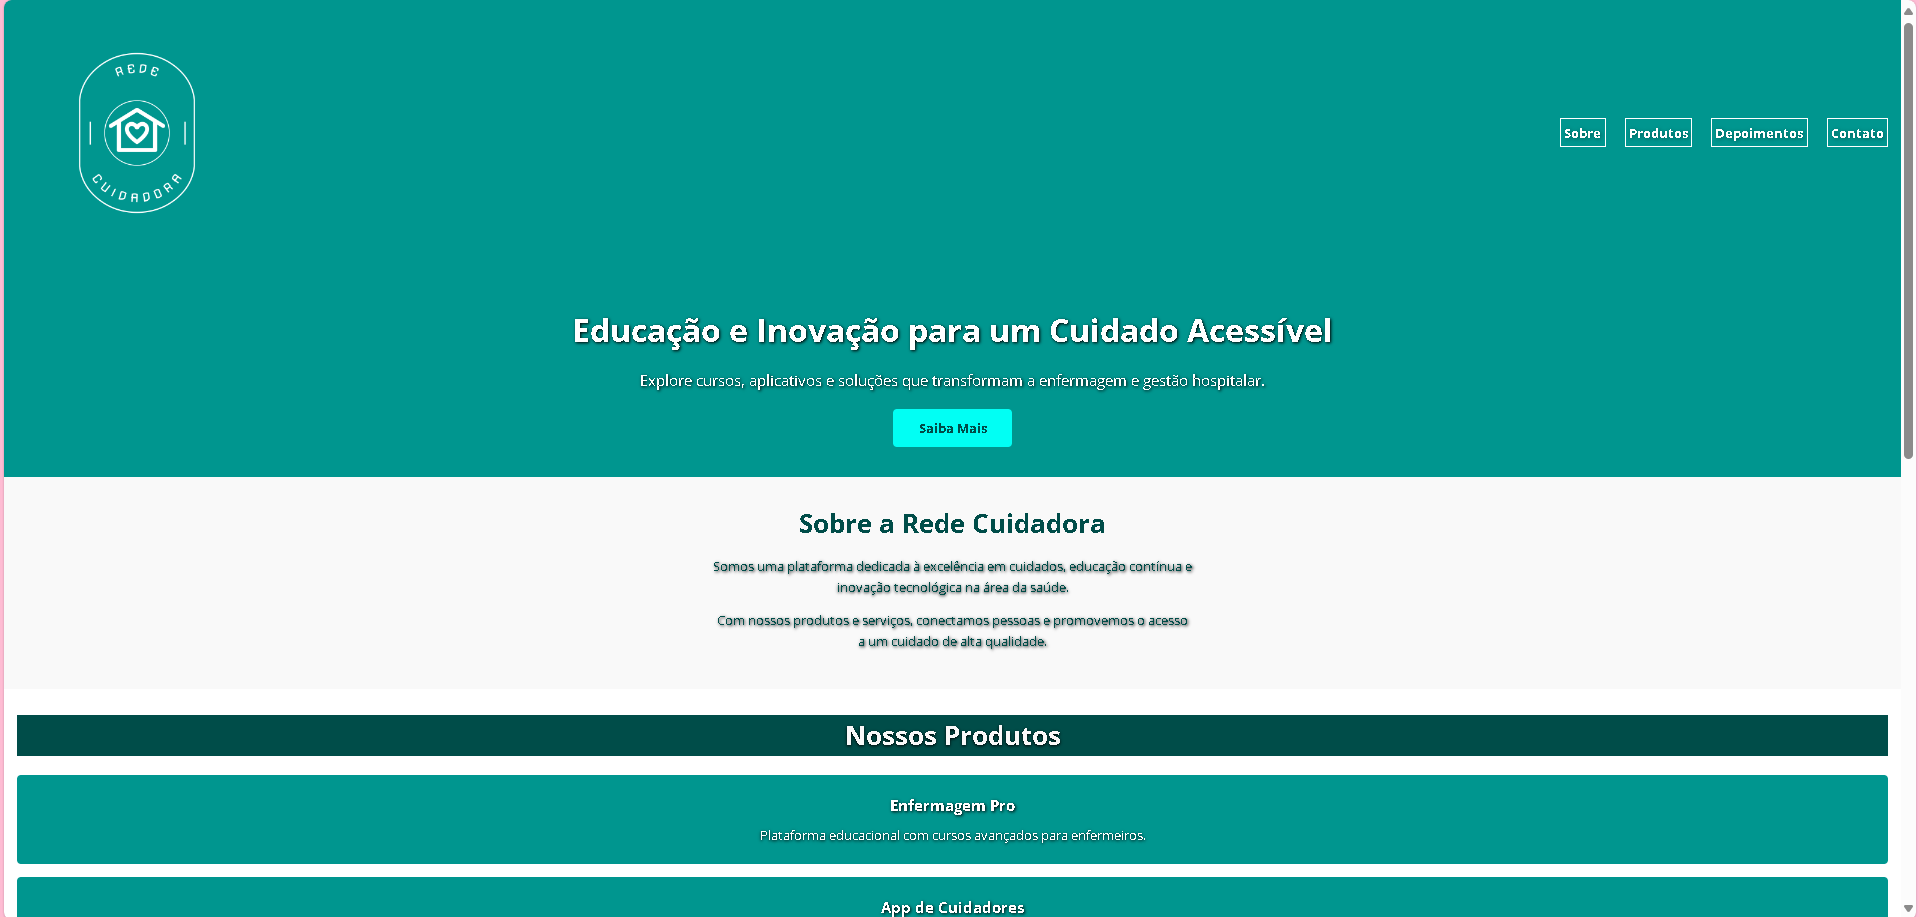 REDE
CUIDADORA
Sobre
Produtos
Depoimentos
Contato
Educação e Inovação para um Cuidado Acessível
Explore cursos, aplicativos e soluções que transformam a enfermagem e gestão hospitalar.
Saiba Mais
Sobre a Rede Cuidadora
Somos uma plataforma dedicada à excelência em cuidados, educação contínua e
inovação tecnológica na área da saúde.
Com nossos produtos e serviços, conectamos pessoas e promovemos o acesso
a um cuidado de alta qualidade.
Nossos Produtos
Enfermagem Pro
Plataforma educacional com cursos avançados para enfermeiros.
App de Cuidadores